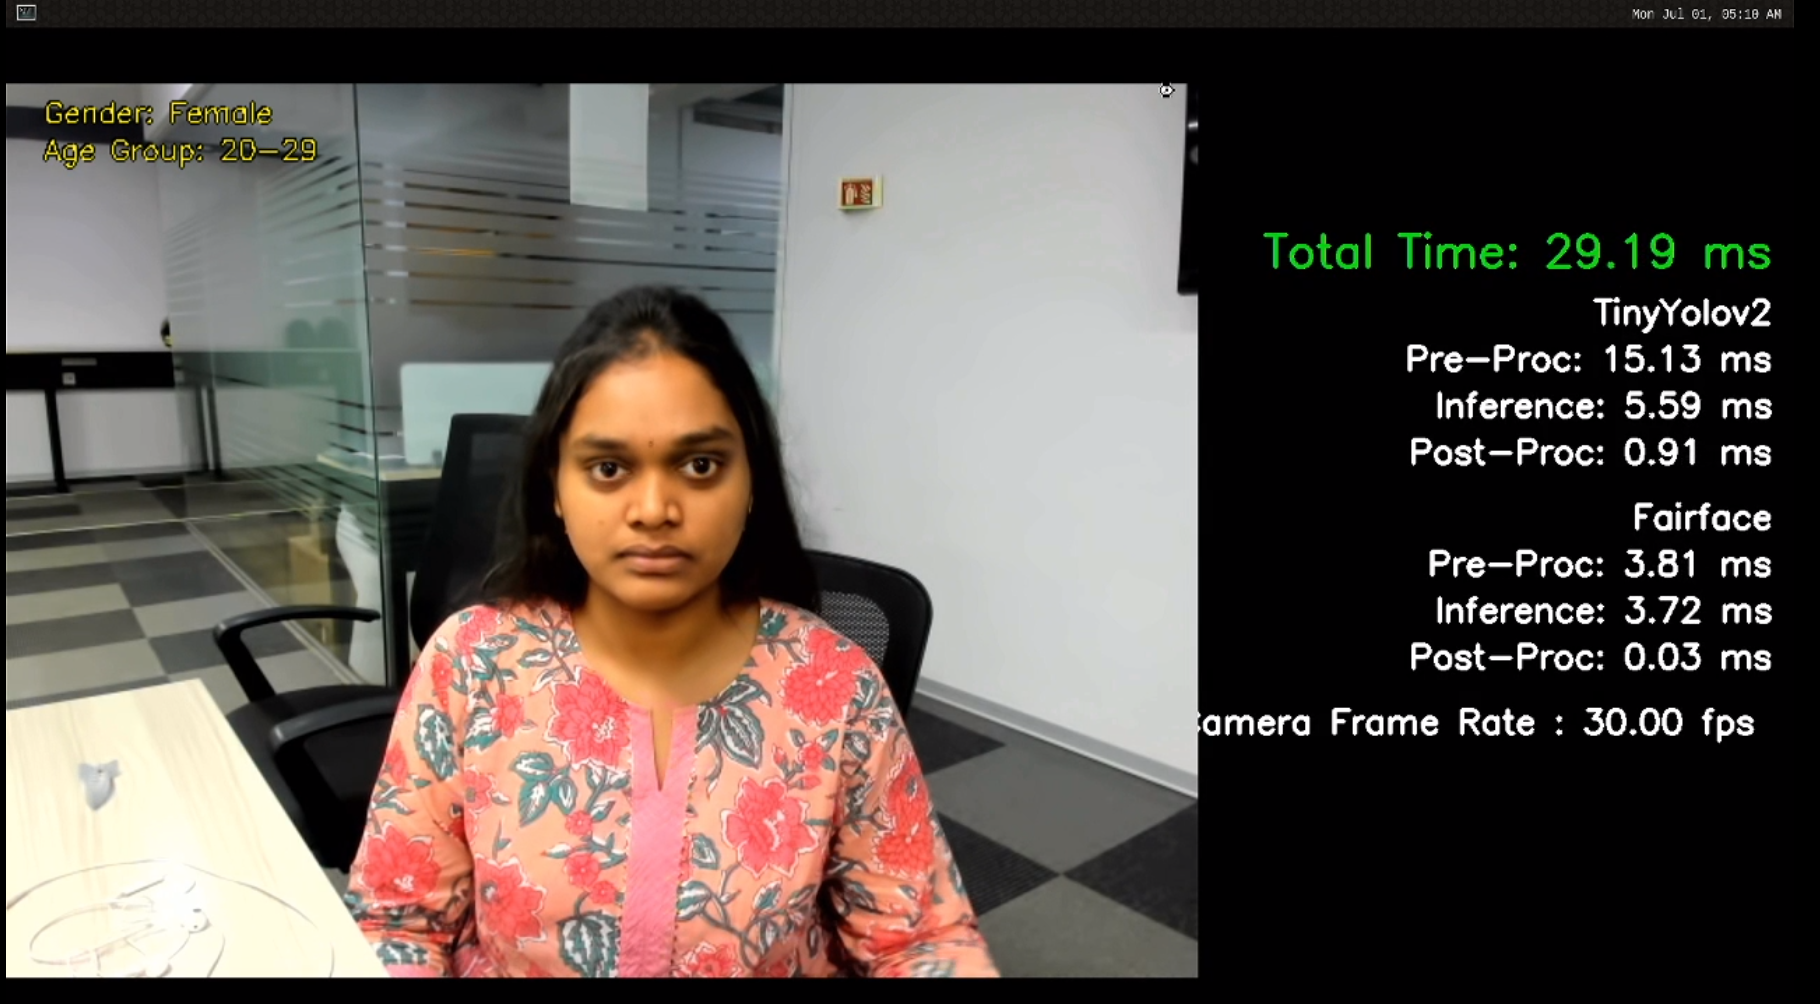 Mon Jul 01, 05:10 AM
Gender: Female
Age Group: 20-29
Total Time: 29.19 ms
TinyYolov2
Pre-Proc: 15.13 ms
Inference: 5.59 ms
Post-Proc: 0.91 ms
Fairface
Pre-Proc: 3.81 ms
Inference: 3.72 ms
Post-Proc: 0.03 ms
Camera Frame Rate : 30.00 fps